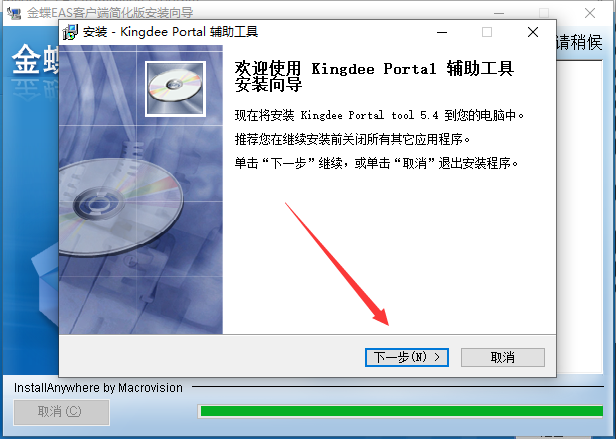 金蝶EAS客户端简化版安装向导
安装 - Kingdee Portal 辅助工具
金蝶
请稍候
欢迎使用 Kingdee Portal 辅助工具
安装向导
现在将安装 Kingdee Portal tool 5.4 到您的电脑中。
推荐您在继续安装前关闭所有其它应用程序。
单击“下一步”继续，或单击“取消”退出安装程序。
下一步(N) >
取消
InstallAnywhere by Macrovision
取消(C)